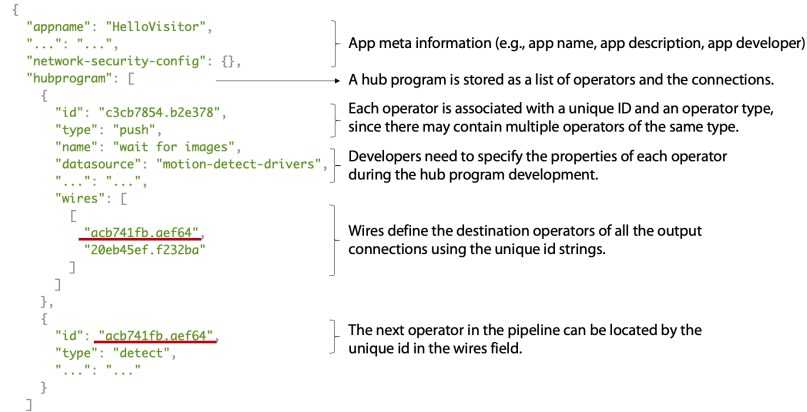 {
"appname": "HelloVisitor",
"...": "...",
"network-security-config": {},
App meta information (e.g., app name, app description, app developer)
"hubprogram": [
A hub program is stored as a list of operators and the connections.
{
"id": "c3cb7854.b2e378",
"type": "push",
Each operator is associated with a unique ID and an operator type,
since there may contain multiple operators of the same type.
"name": "wait for images",
"datasource": "motion-detect-drivers",
"...": "...",
Developers need to specify the properties of each operator
during the hub program development.
"wires": [
[
"acb741fb.aef64",
"20eb45ef.f232ba"
]
Wires define the destination operators of all the output
connections using the unique id strings.
]
},
{
"id": "acb741fb.aef64",
"type": "detect",
The next operator in the pipeline can be located by the
unique id in the wires field.
"...": "..."
}
]